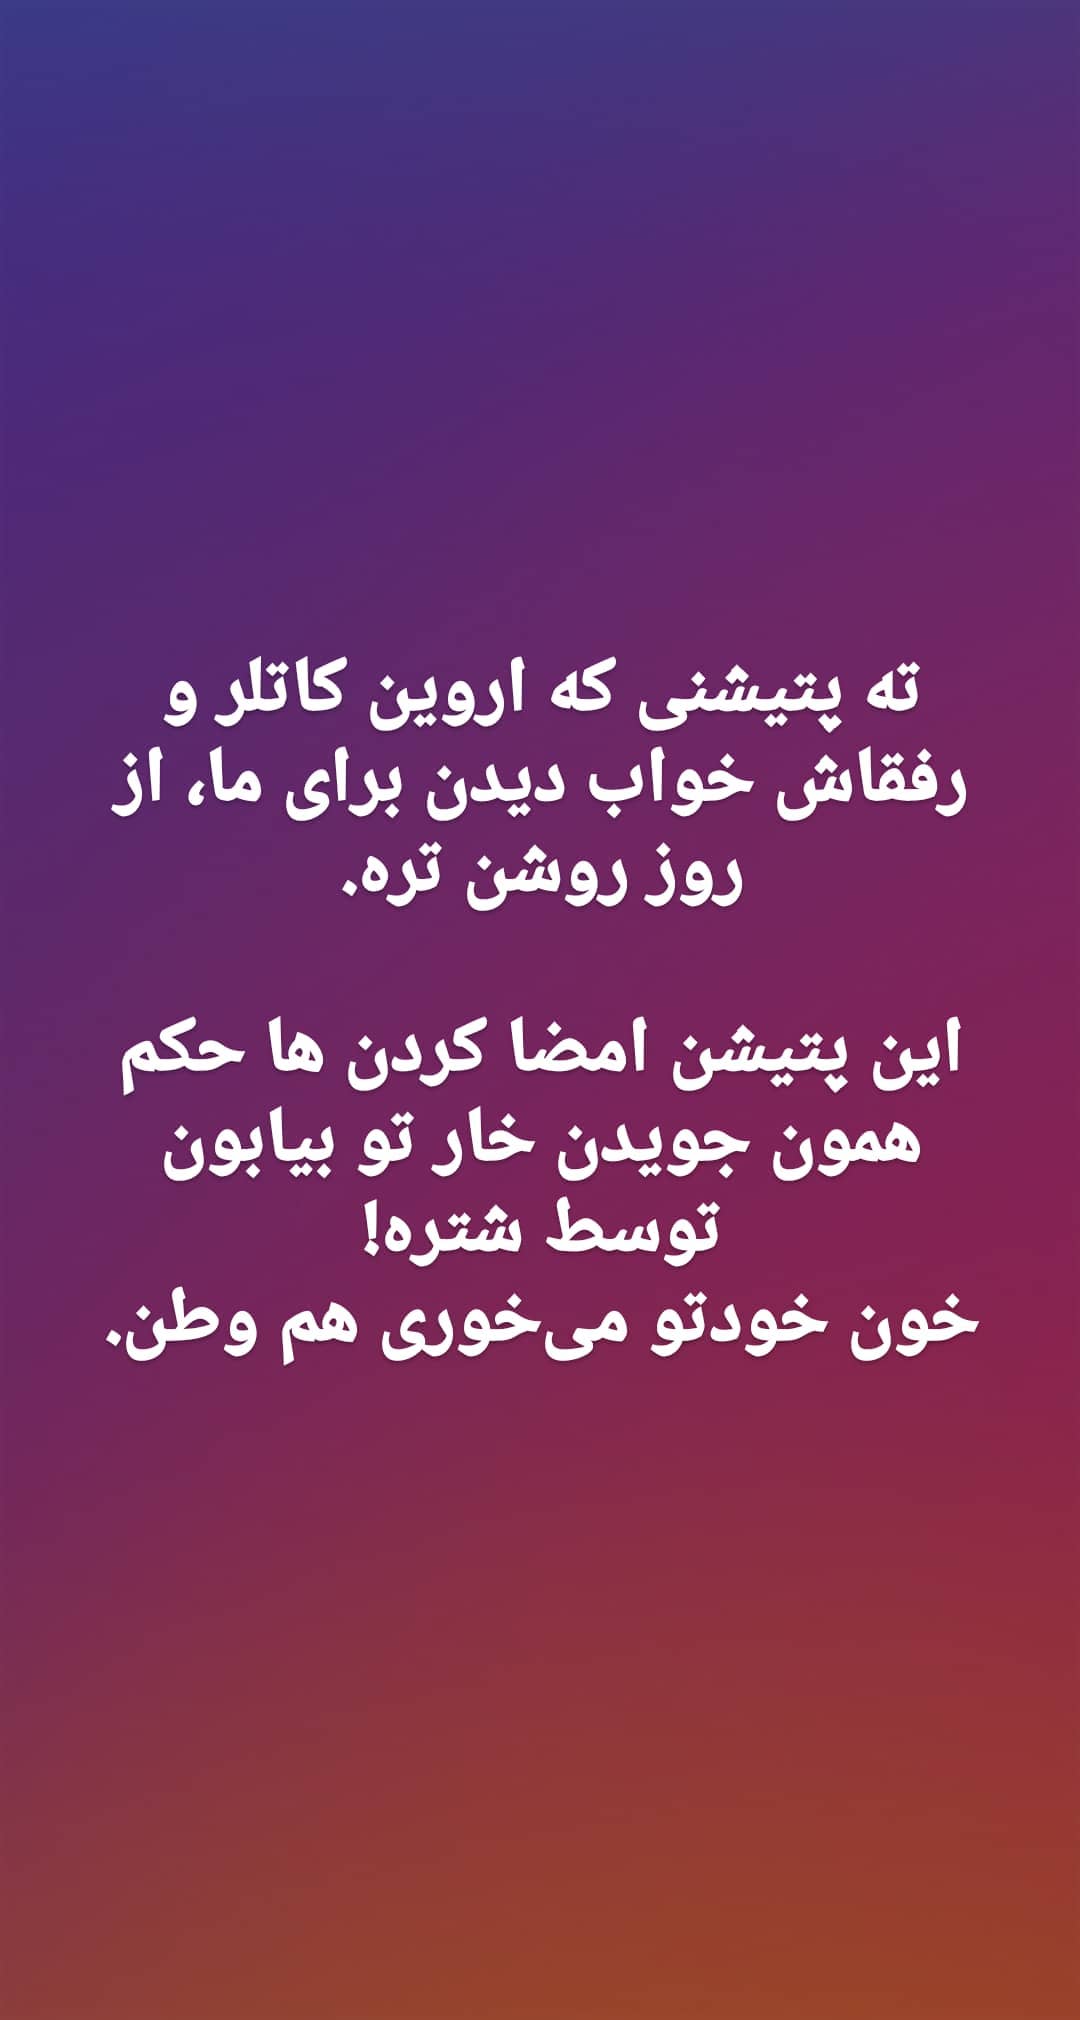 ته پتیشنی که اروین کاتلر و
رفقاش خواب دیدن برای ما، از
روز روشن تره.
این پتیشن امضا کردن ها حکم
همون جویدن خار تو بیابون
توسط شتره!
خون خودتو می‌خوری هم وطن.